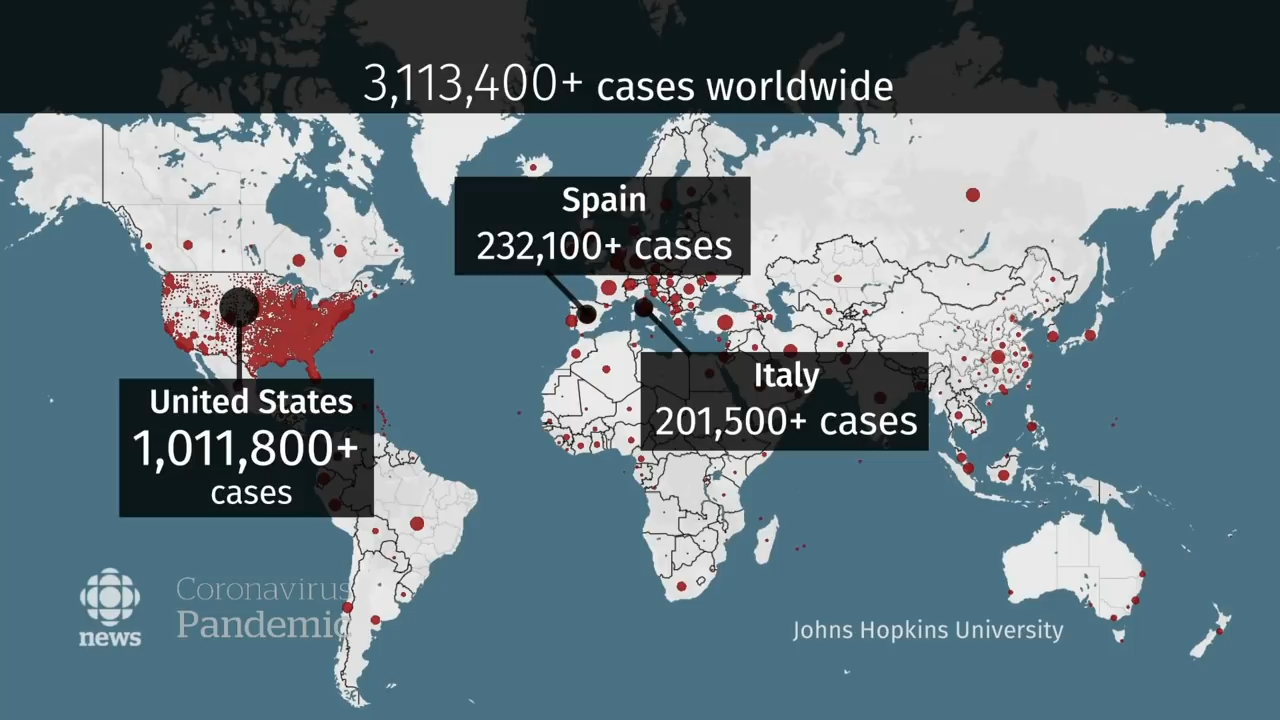 3,113,400+ cases worldwide
Spain
232,100+ cases
Italy
201,500+ cases
United States
1,011,800+
cases
Coronavirus
Pandemic
news
Johns Hopkins University